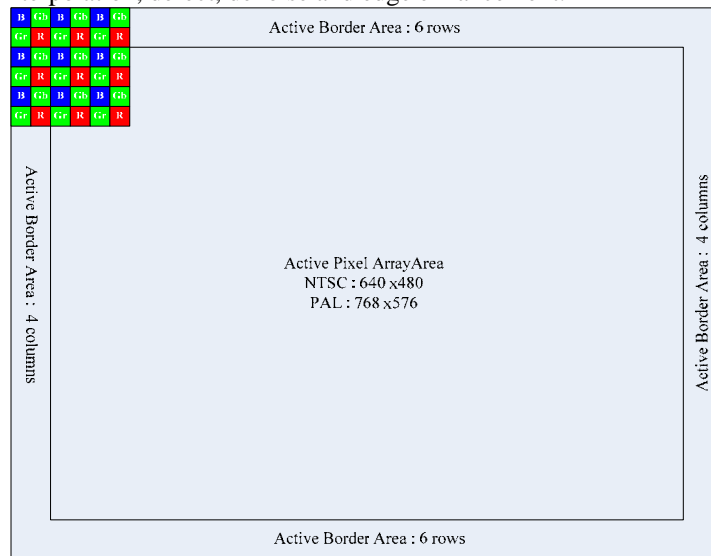 B Gb B Gb B Gb
Active Border Area : 6 rows
Gr R Gr R Gr R
B Gb B Gb B Gb
Gr R Gr R Gr R
B Gb B Gb B Gb
Gr R Gr R Gr R
Active Border Area : 4 columns
Active Pixel ArrayArea
NTSC : 640 x480
PAL : 768 x576
Active Border Area : 4 columns
Active Border Area : 6 rows